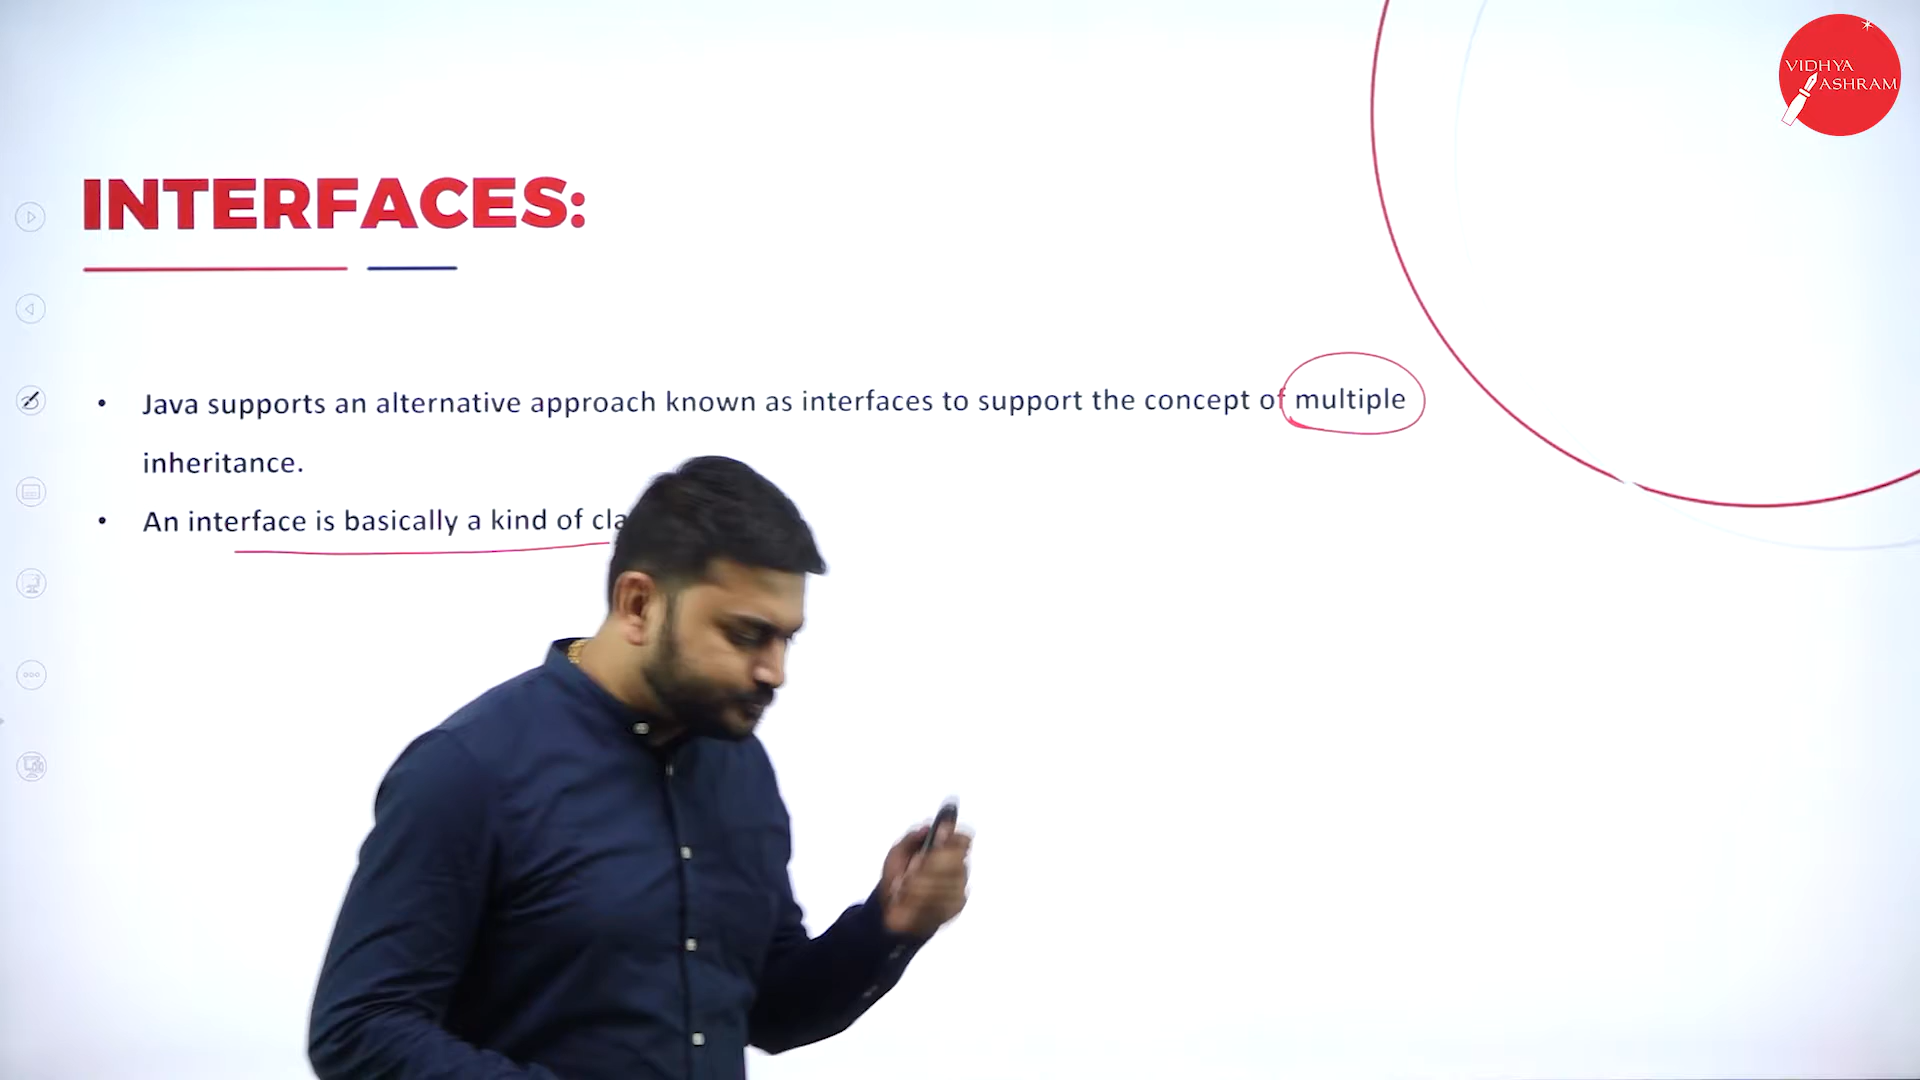 VIDHYA
ASHRAM
INTERFACES:
• Java supports an alternative approach known as interfaces to support the concept of multiple
inheritance.
• An interface is basically a kind of